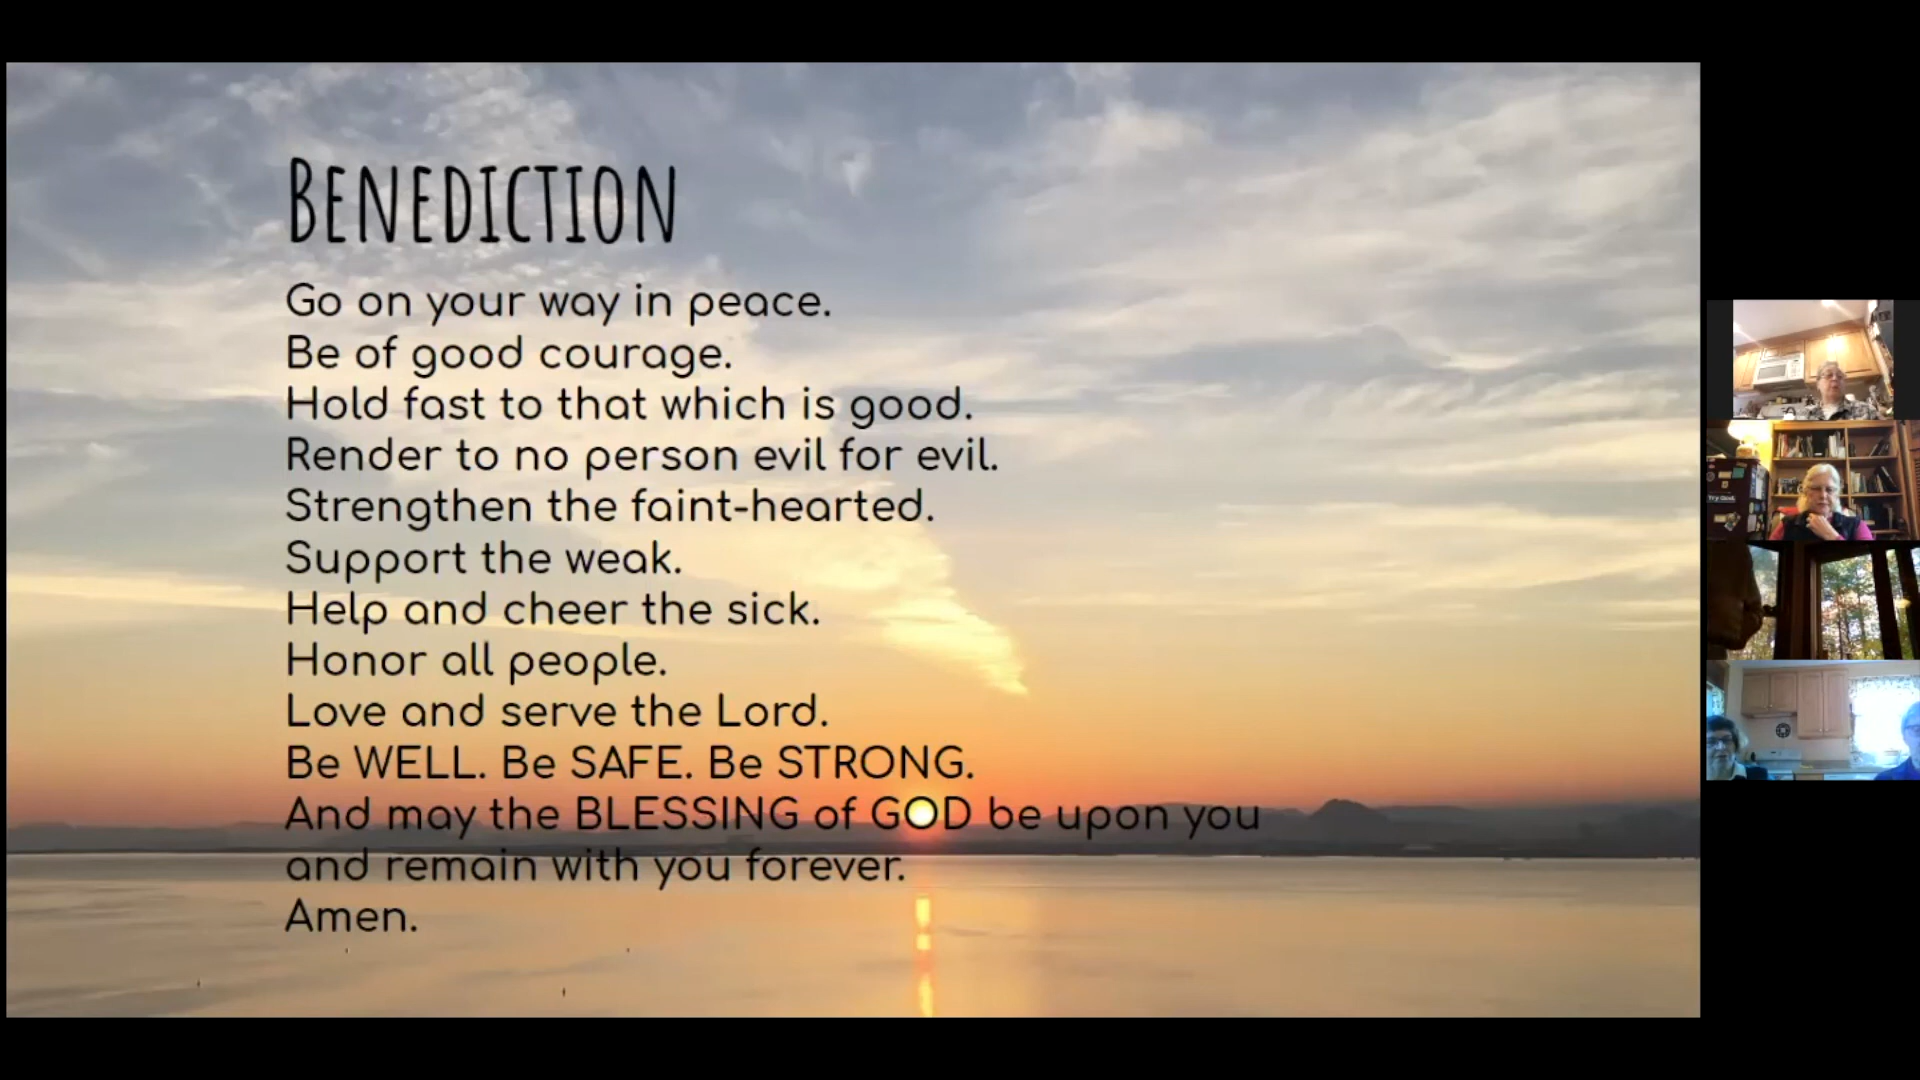 BENEDICTION
Go on your way in peace.
Be of good courage.
Hold fast to that which is good.
Render to no person evil for evil.
Strengthen the faint-hearted.
Support the weak.
Help and cheer the sick.
Honor all people.
Love and serve the Lord.
Be WELL. Be SAFE. Be STRONG.
And may the BLESSING of GOD be upon you
and remain with you forever.
Amen.
Try God.